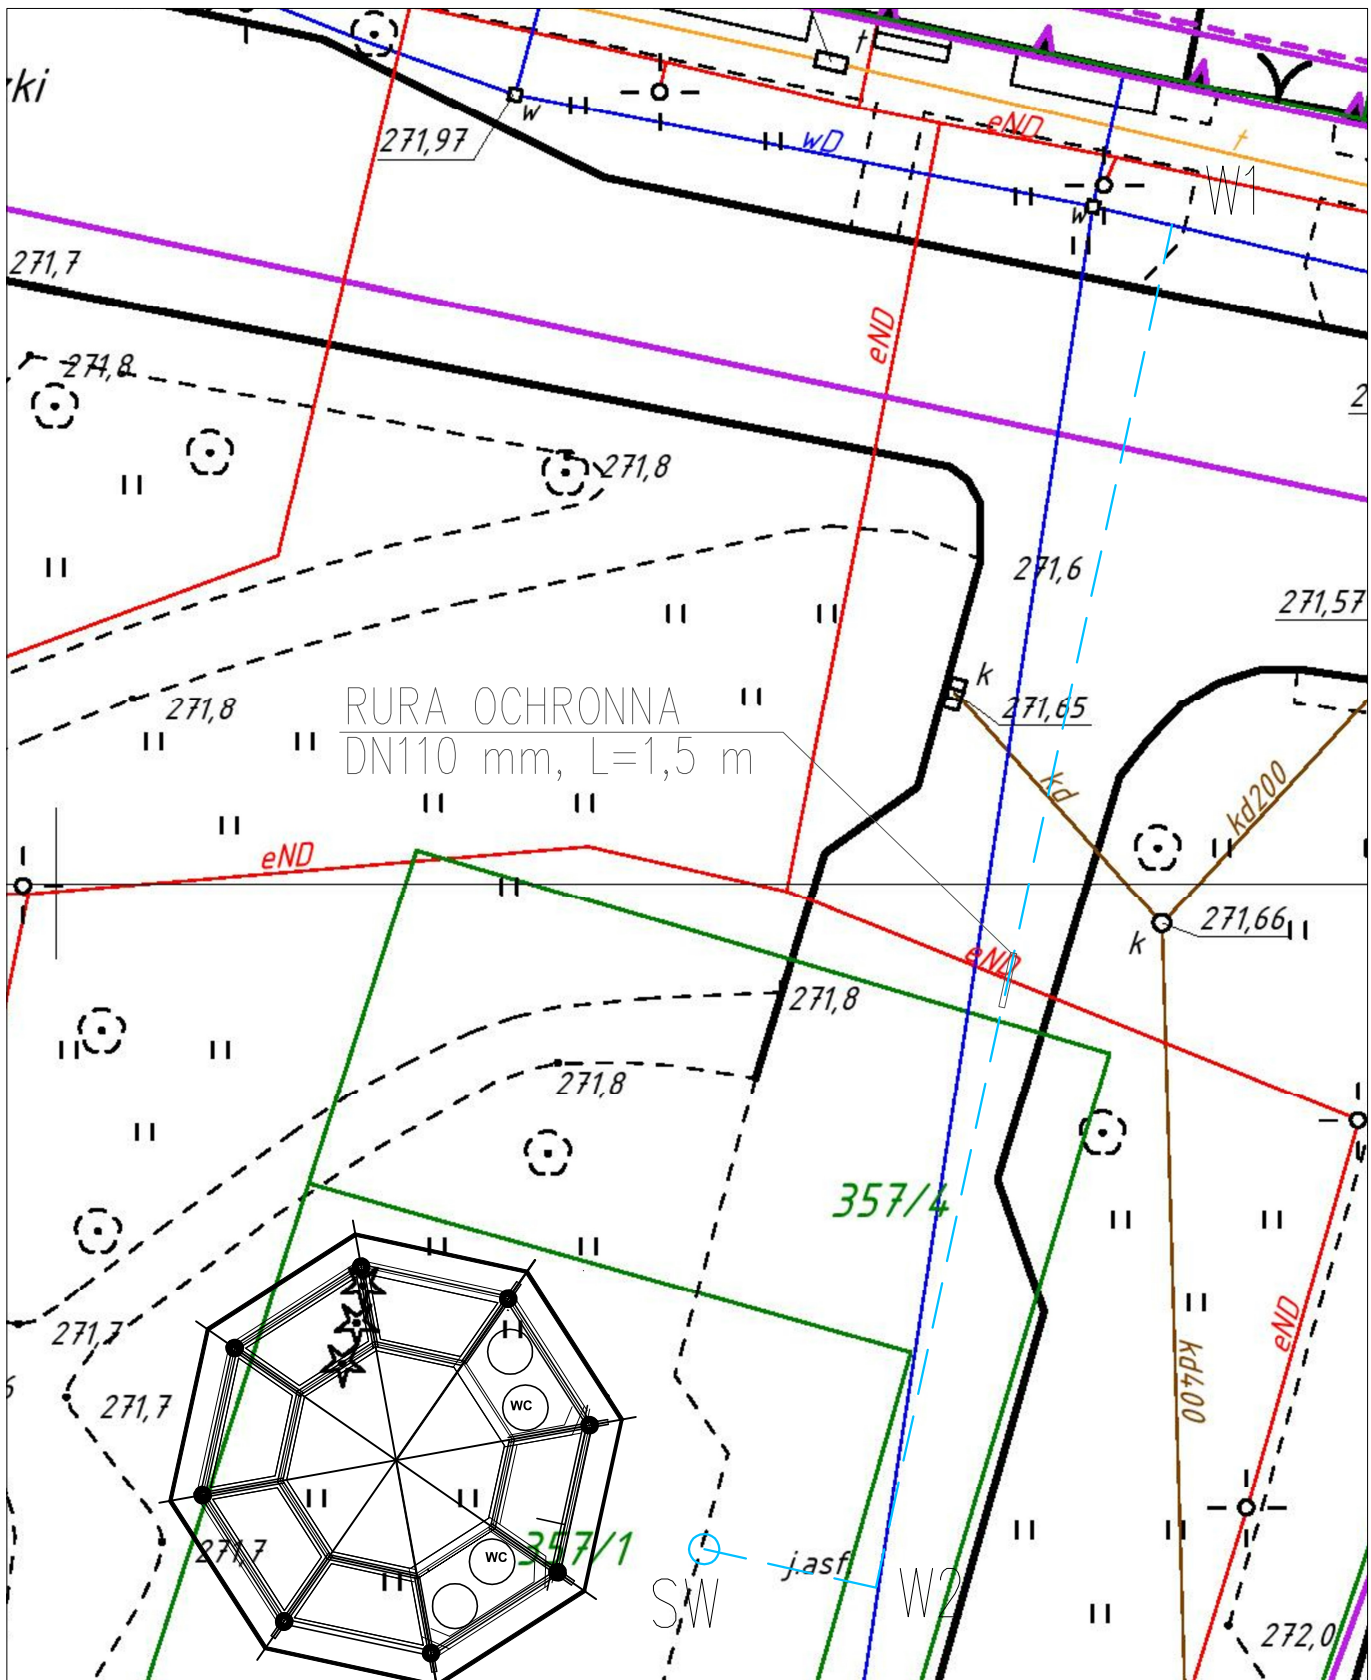 ki
t
w
271,97
wD
eND
t
W1
w
271,7
eND
271,8
271,8
271,6
271,57
k
271,65
271,8
RURA OCHRONNA
DN110 mm, L=1,5 m
kd
kd200
eND
271,66
k
eND
271,8
271,8
357/4
271,7
eND
271,7
kd400
WC
357/1
271,7
WC
j.asf
SW
W2
272,0